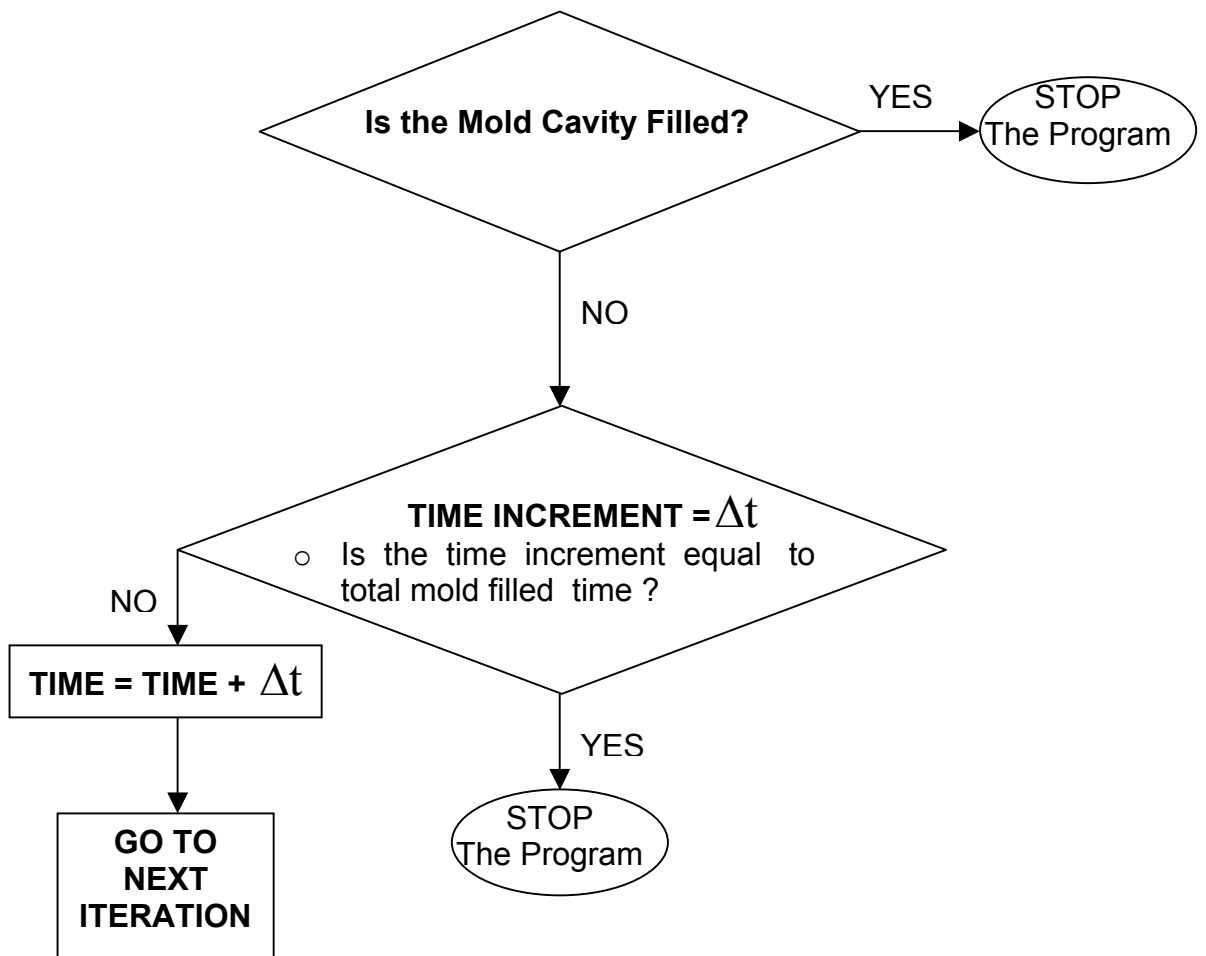 Is the Mold Cavity Filled?
YES
STOP
The Program
NO
TIME INCREMENT = Δt
o Is the time increment equal to
total mold filled time ?
NO
TIME = TIME + Δt
YES
GO TO
NEXT
ITERATION
STOP
The Program